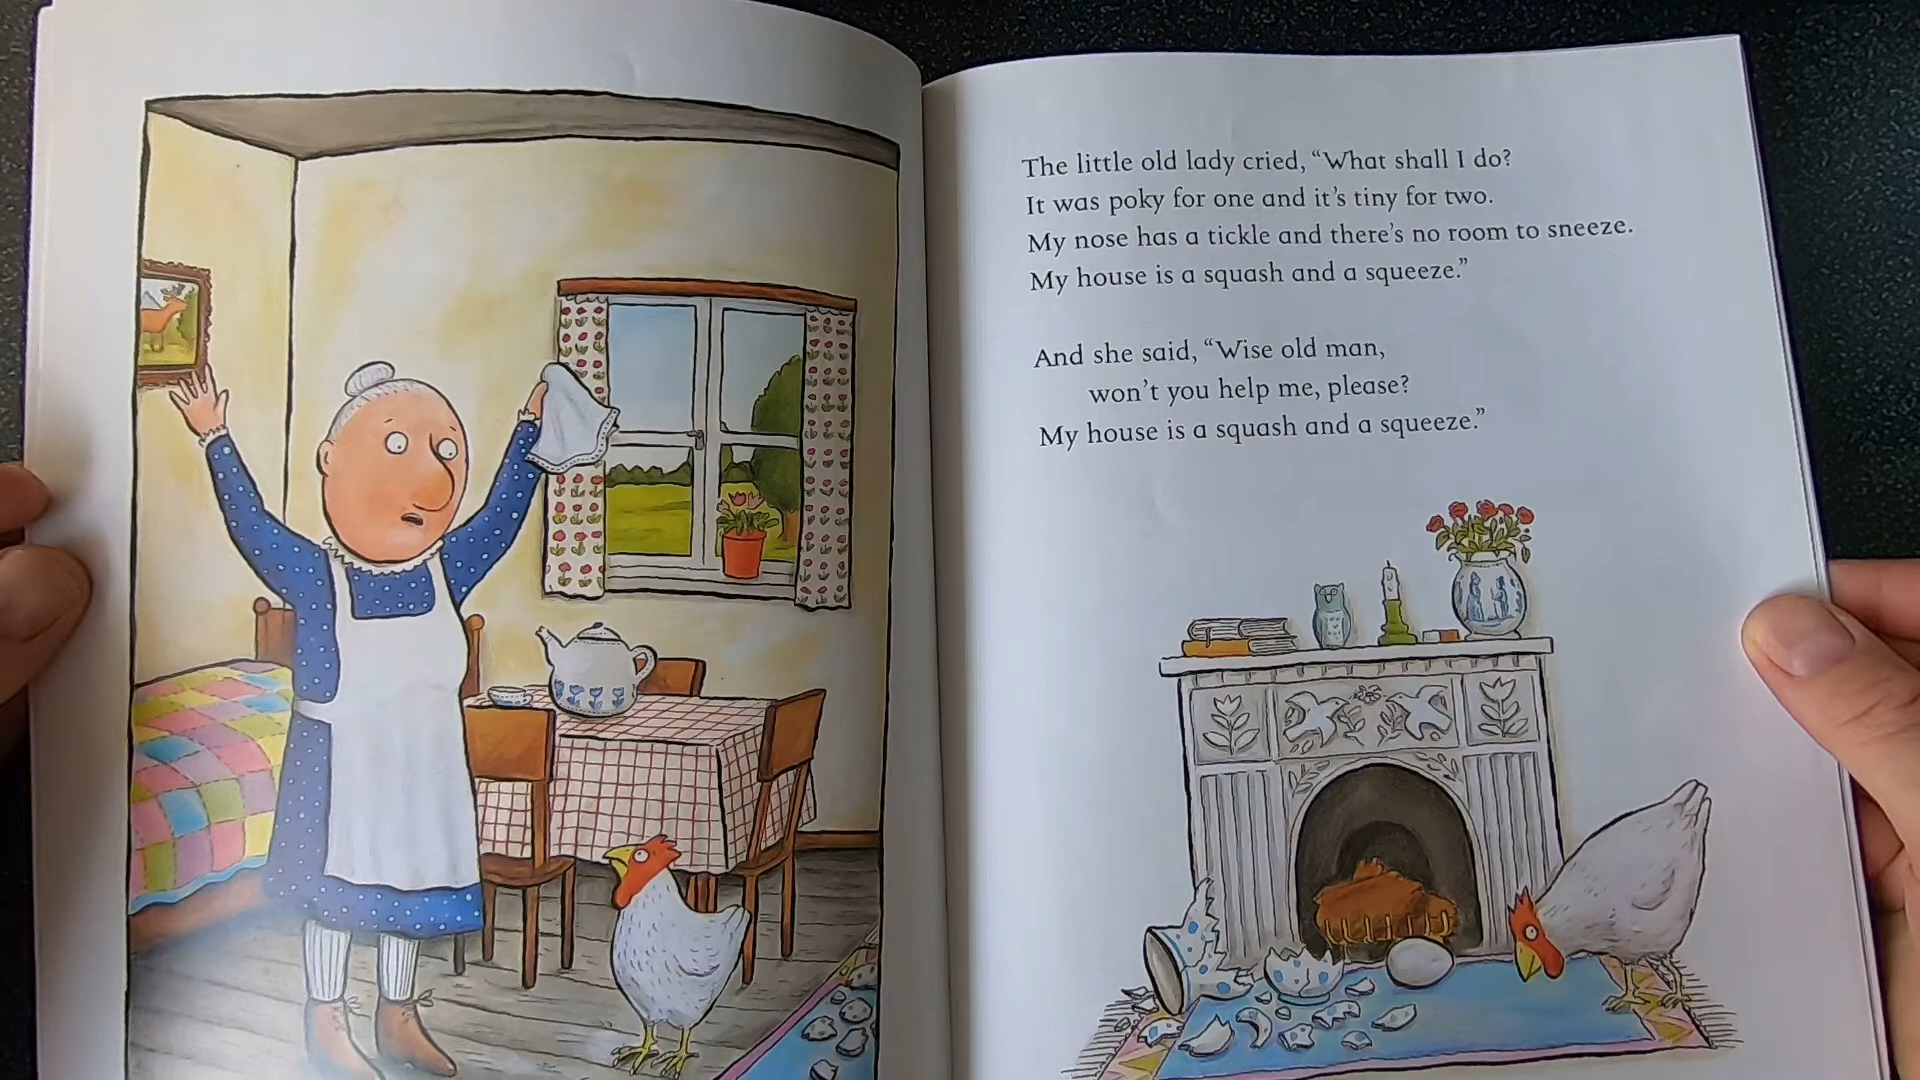 The little old lady cried, “What shall I do?
It was poky for one and it’s tiny for two.
My nose has a tickle and there’s no room to sneeze.
My house is a squash and a squeeze.”
And she said, “Wise old man,
won’t you help me, please?
My house is a squash and a squeeze.”